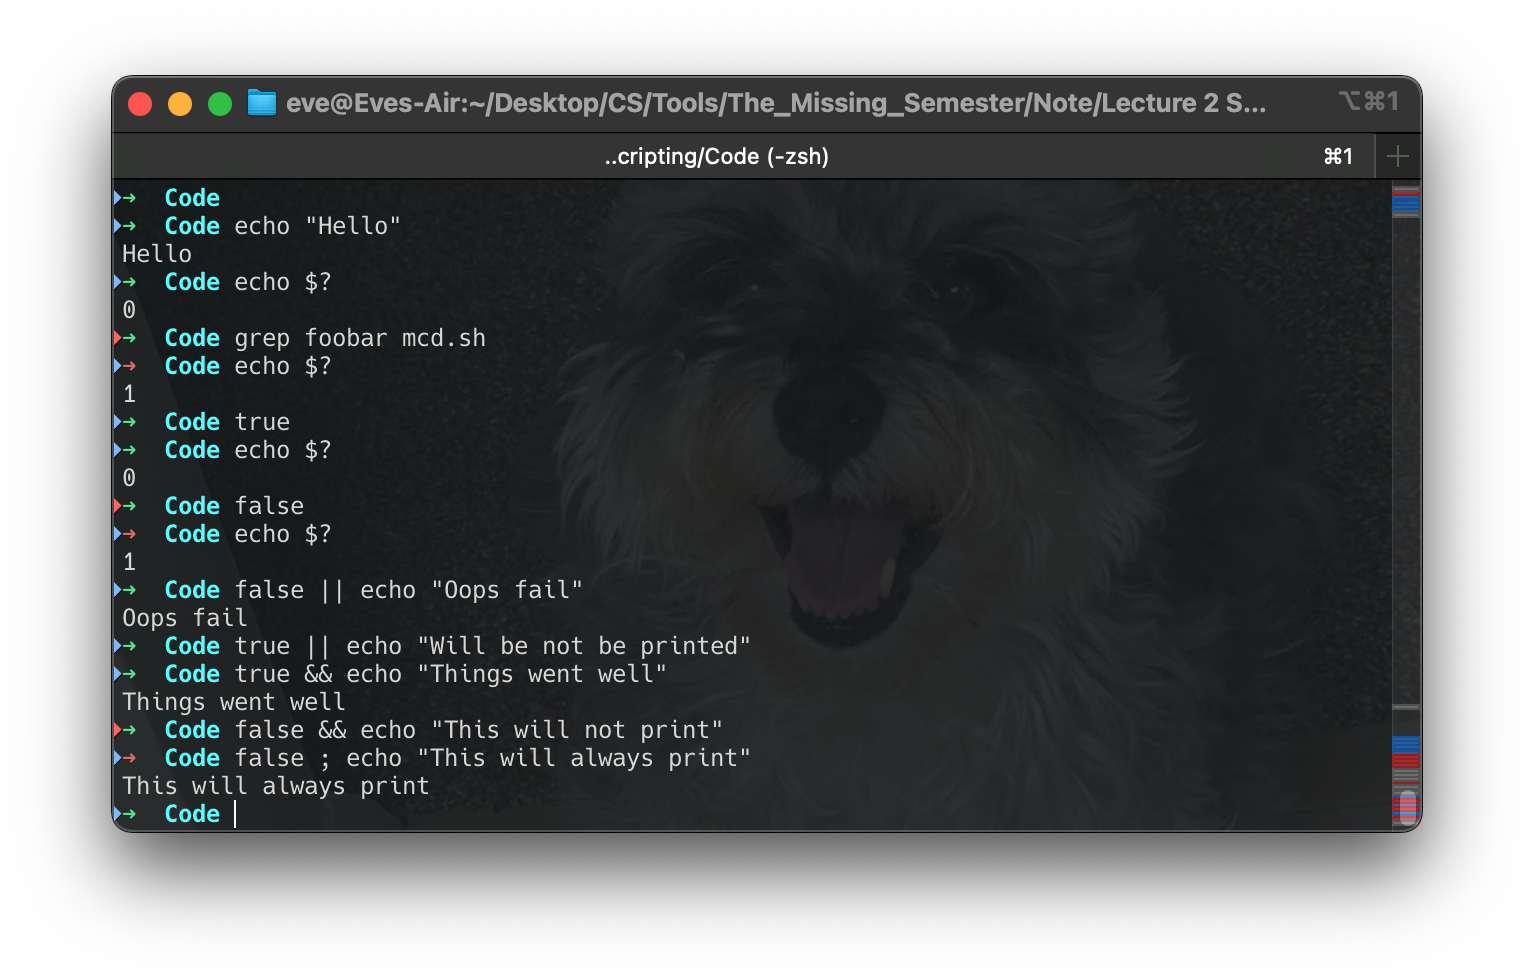 eve@Eves-Air:~/Desktop/CS/Tools/The_Missing_Semester/Note/Lecture 2 S... ⌥⌘1
..cripting/Code (-zsh) ⌘1 +
➜ Code
➜ Code echo "Hello"
Hello
➜ Code echo $?
0
➜ Code grep foobar mcd.sh
➜ Code echo $?
1
➜ Code true
➜ Code echo $?
0
➜ Code false
➜ Code echo $?
1
➜ Code false || echo "Oops fail"
Oops fail
➜ Code true || echo "Will be not be printed"
➜ Code true && echo "Things went well"
Things went well
➜ Code false && echo "This will not print"
➜ Code false ; echo "This will always print"
This will always print
➜ Code